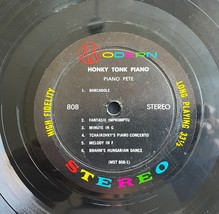 MODERN
HONKY TONK PIANO
PIANO PETE
808
STEREO
1. BARCAROLE
2. FANTASIE IMPROMPTU
3. MINUTE IN G
4. TCHAIKOVSKY'S PIANO CONCERTO
5. MELODY IN F
6. BRAHM'S HUNGARIAN DANCE
(MST 808-1)
HIGH FIDELITY
LONG PLAYING 33⅓
STEREO